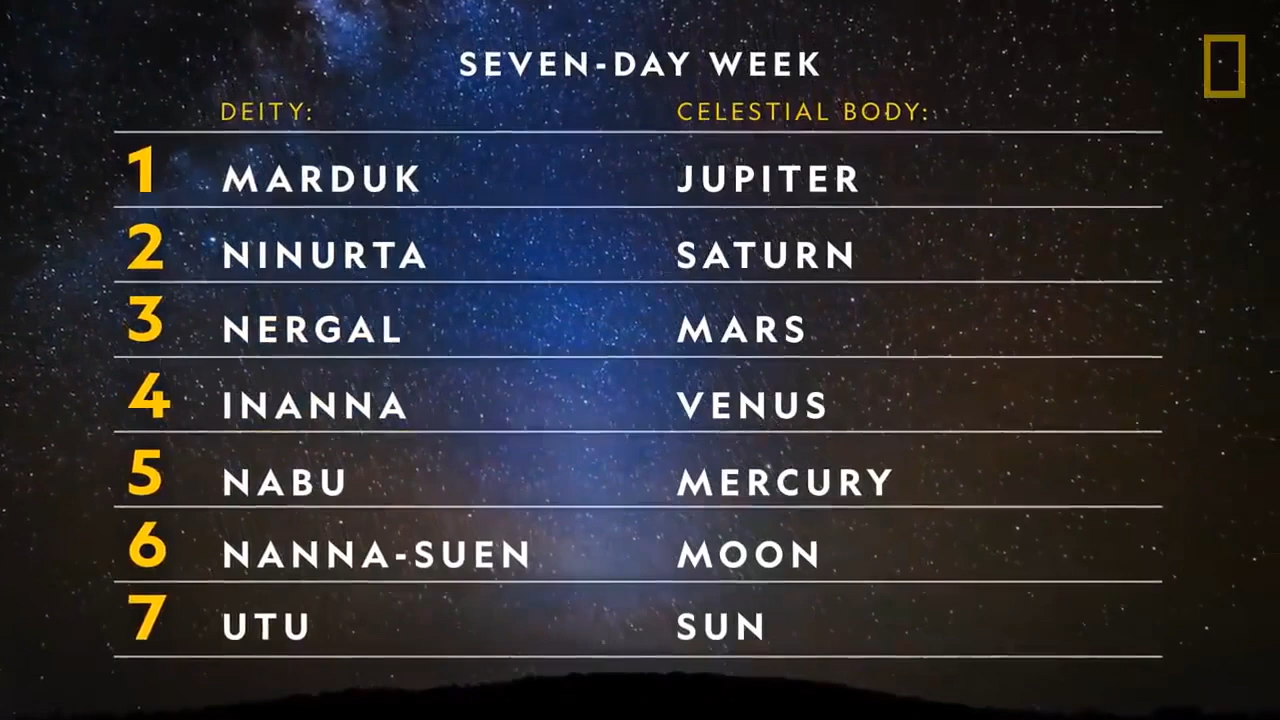 SEVEN-DAY WEEK
DEITY: CELESTIAL BODY:
1 MARDUK JUPITER
2 NINURTA SATURN
3 NERGAL MARS
4 INANNA VENUS
5 NABU MERCURY
6 NANNA-SUEN MOON
7 UTU SUN